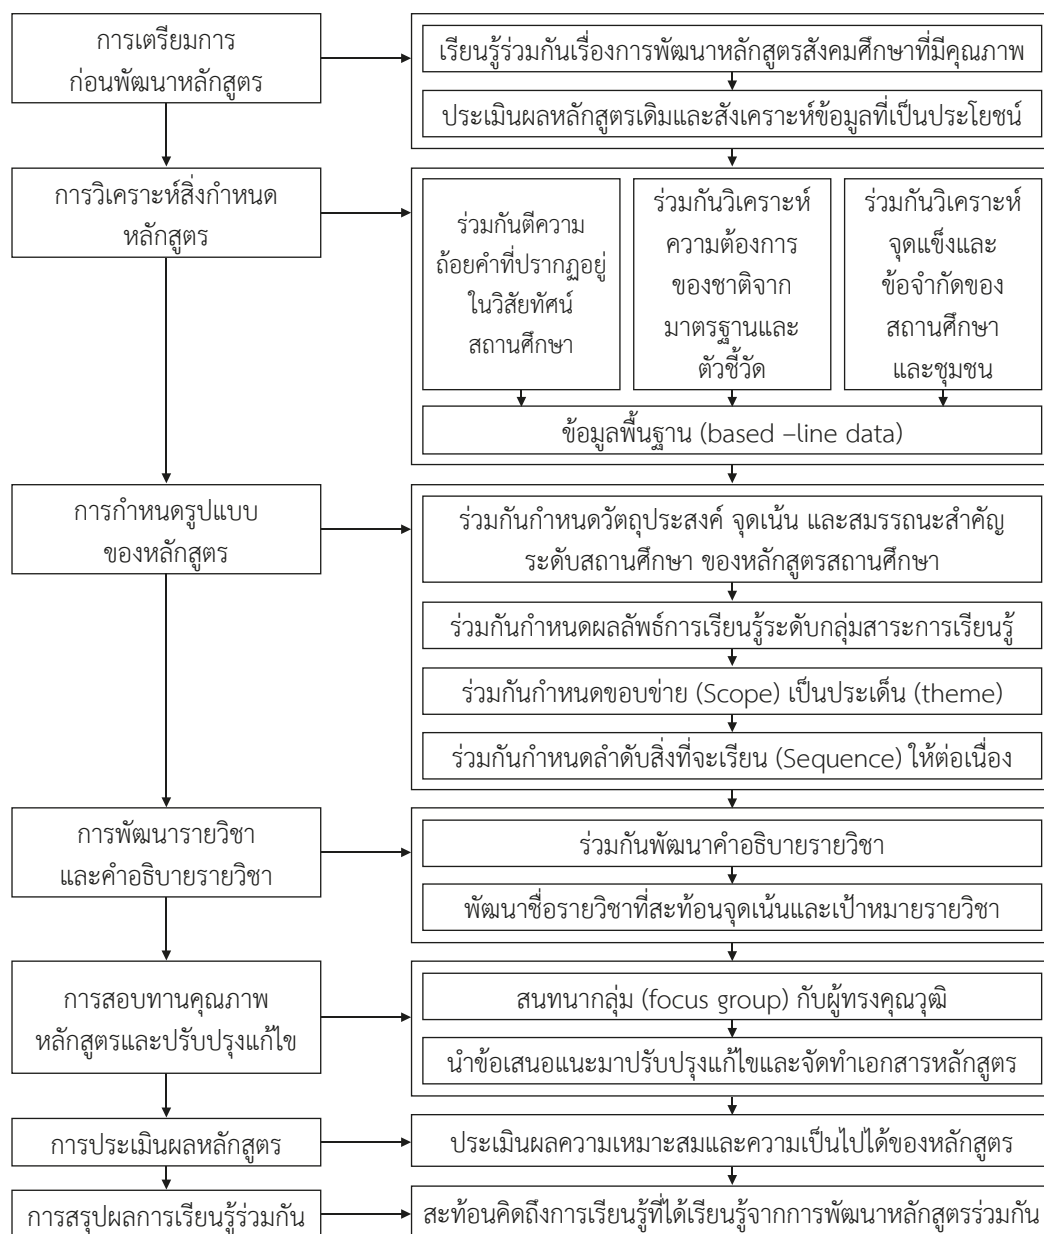 การเตรียมการ
ก่อนพัฒนาหลักสูตร
เรียนรู้ร่วมกันเรื่องการพัฒนาหลักสูตรสังคมศึกษาที่มีคุณภาพ
ประเมินผลหลักสูตรเดิมและสังเคราะห์ข้อมูลที่เป็นประโยชน์
การวิเคราะห์สิ่งกำหนด
หลักสูตร
ร่วมกันตีความ
ถ้อยคำที่ปรากฏอยู่
ในวิสัยทัศน์
สถานศึกษา
ร่วมกันวิเคราะห์
ความต้องการ
ของชาติจาก
มาตรฐานและ
ตัวชี้วัด
ร่วมกันวิเคราะห์
จุดแข็งและ
ข้อจำกัดของ
สถานศึกษา
และชุมชน
ข้อมูลพื้นฐาน (based –line data)
การกำหนดรูปแบบ
ของหลักสูตร
ร่วมกันกำหนดวัตถุประสงค์ จุดเน้น และสมรรถนะสำคัญ
ระดับสถานศึกษา ของหลักสูตรสถานศึกษา
ร่วมกันกำหนดผลลัพธ์การเรียนรู้ระดับกลุ่มสาระการเรียนรู้
ร่วมกันกำหนดขอบข่าย (Scope) เป็นประเด็น (theme)
ร่วมกันกำหนดลำดับสิ่งที่จะเรียน (Sequence) ให้ต่อเนื่อง
การพัฒนารายวิชา
และคำอธิบายรายวิชา
ร่วมกันพัฒนาคำอธิบายรายวิชา
พัฒนาชื่อรายวิชาที่สะท้อนจุดเน้นและเป้าหมายรายวิชา
การสอบทานคุณภาพ
หลักสูตรและปรับปรุงแก้ไข
สนทนากลุ่ม (focus group) กับผู้ทรงคุณวุฒิ
นำข้อเสนอแนะมาปรับปรุงแก้ไขและจัดทำเอกสารหลักสูตร
การประเมินผลหลักสูตร
ประเมินผลความเหมาะสมและความเป็นไปได้ของหลักสูตร
การสรุปผลการเรียนรู้ร่วมกัน
สะท้อนคิดถึงการเรียนรู้ที่ได้เรียนรู้จากการพัฒนาหลักสูตรร่วมกัน